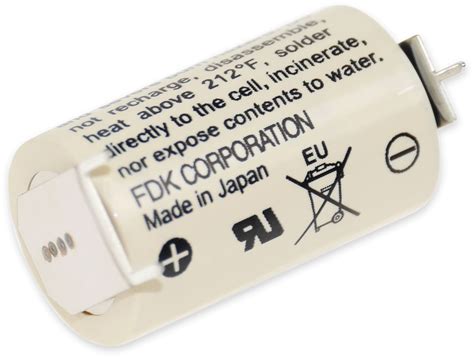 not recharge, disassemble,
heat above 212°F, solder
directly to the cell, incinerate,
nor expose contents to water.
FDK CORPORATION
Made in Japan
EU